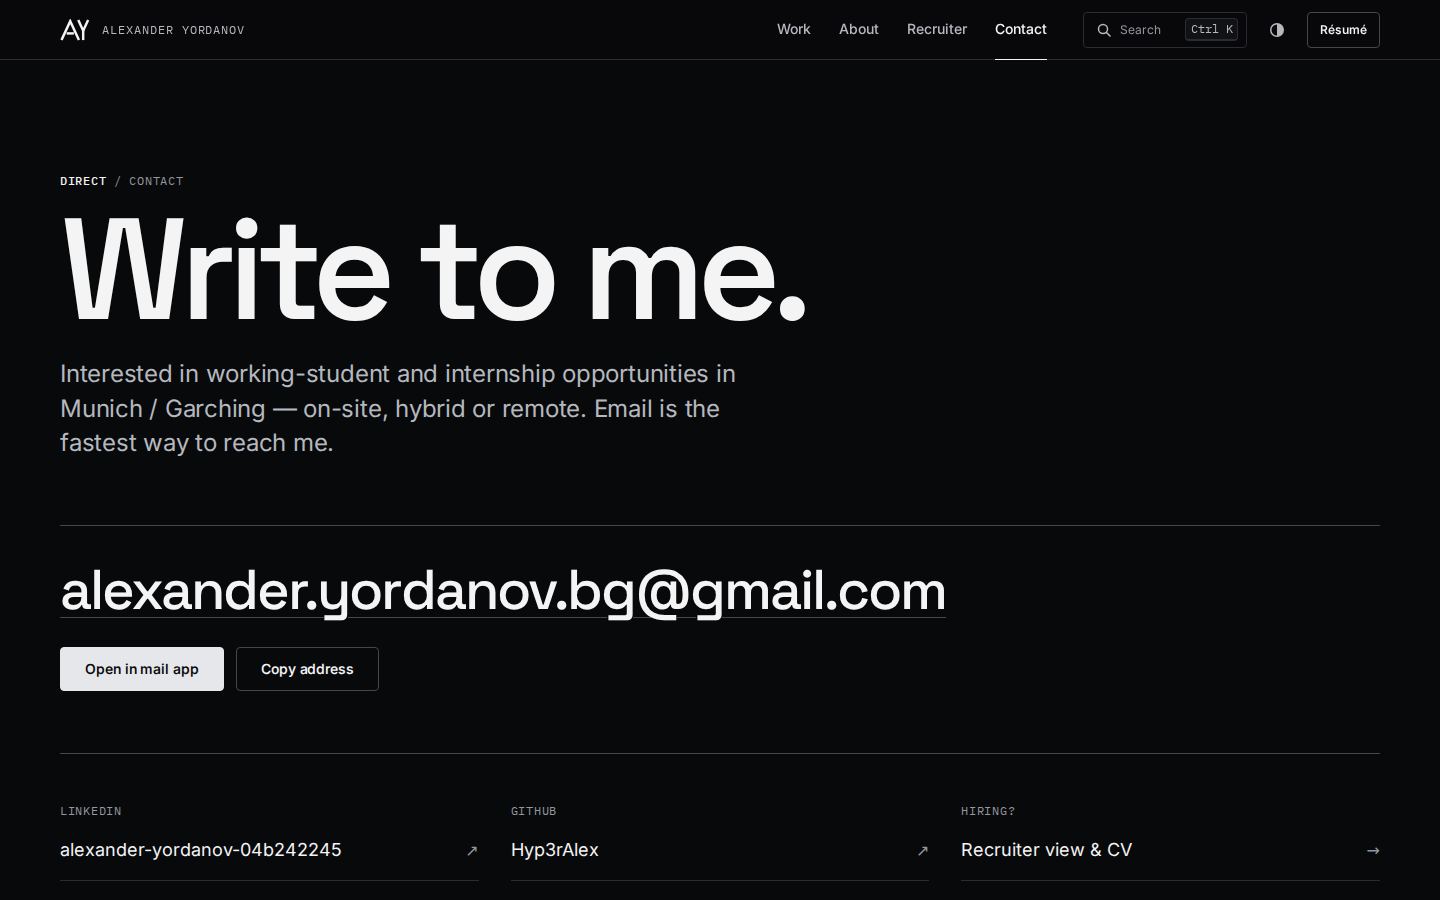 AY ALEXANDER YORDANOV
Work About Recruiter Contact Search Ctrl K Résumé
DIRECT / CONTACT
Write to me.
Interested in working-student and internship opportunities in
Munich / Garching — on-site, hybrid or remote. Email is the
fastest way to reach me.
alexander.yordanov.bg@gmail.com
Open in mail app Copy address
LINKEDIN GITHUB HIRING?
alexander-yordanov-04b242245 ↗ Hyp3rAlex ↗ Recruiter view & CV →